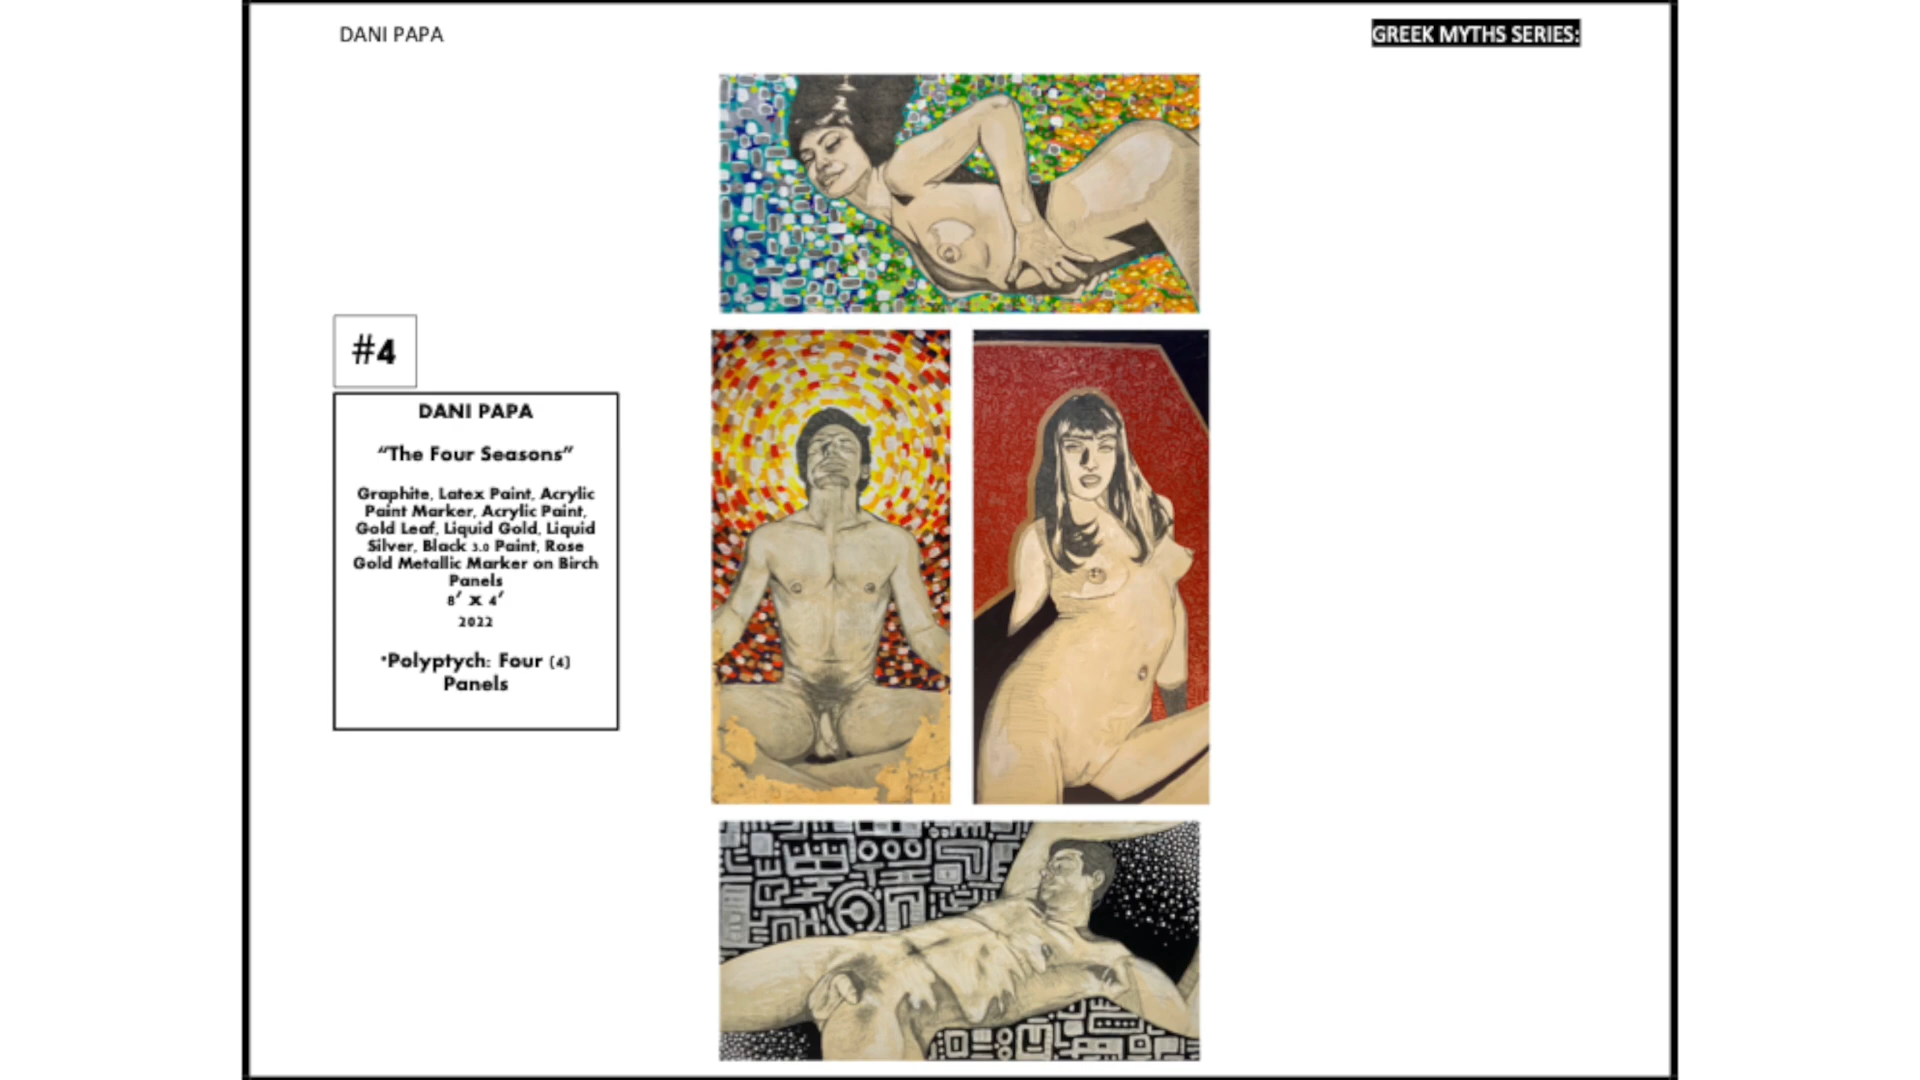 DANI PAPA
GREEK MYTHS SERIES:
#4
DANI PAPA
“The Four Seasons”
Graphite, Latex Paint, Acrylic
Paint Marker, Acrylic Paint,
Gold Leaf, Liquid Gold, Liquid
Silver, Black 3.0 Paint, Rose
Gold Metallic Marker on Birch
Panels
8’ X 4’
2022
*Polyptych: Four (4)
Panels